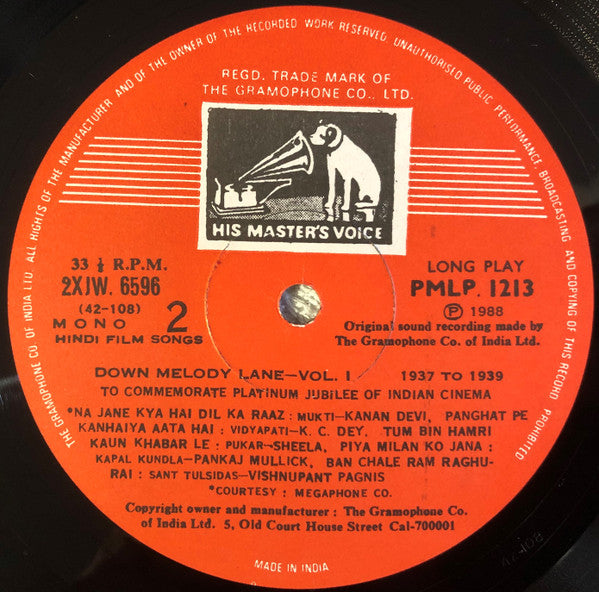 THE GRAMOPHONE CO OF INDIA LTD. ALL RIGHTS OF THE MANUFACTURER AND OF THE OWNER OF THE RECORDED WORK RESERVED. UNAUTHORISED PUBLIC PERFORMANCE, BROADCASTING AND COPYING OF THIS RECORD PROHIBITED
REGD. TRADE MARK OF
THE GRAMOPHONE CO., LTD.
HIS MASTER'S VOICE
33 ⅓ R.P.M.
2XJW. 6596
(42-108)
MONO 2
HINDI FILM SONGS
LONG PLAY
PMLP. 1213
Ⓟ 1988
Original sound recording made by
The Gramophone Co. of India Ltd.
DOWN MELODY LANE—VOL. I 1937 TO 1939
TO COMMEMORATE PLATINUM JUBILEE OF INDIAN CINEMA
*NA JANE KYA HAI DIL KA RAAZ : MUKTI-KANAN DEVI, PANGHAT PE
KANHAIYA AATA HAI : VIDYAPATI-K. C. DEY, TUM BIN HAMRI
KAUN KHABAR LE : PUKAR-SHEELA, PIYA MILAN KO JANA :
KAPAL KUNDLA-PANKAJ MULLICK, BAN CHALE RAM RAGHU-
RAI : SANT TULSIDAS-VISHNUPANT PAGNIS
*COURTESY : MEGAPHONE CO.
Copyright owner and manufacturer : The Gramophone Co.
of India Ltd. 5, Old Court House Street Cal-700001
MADE IN INDIA
42-108